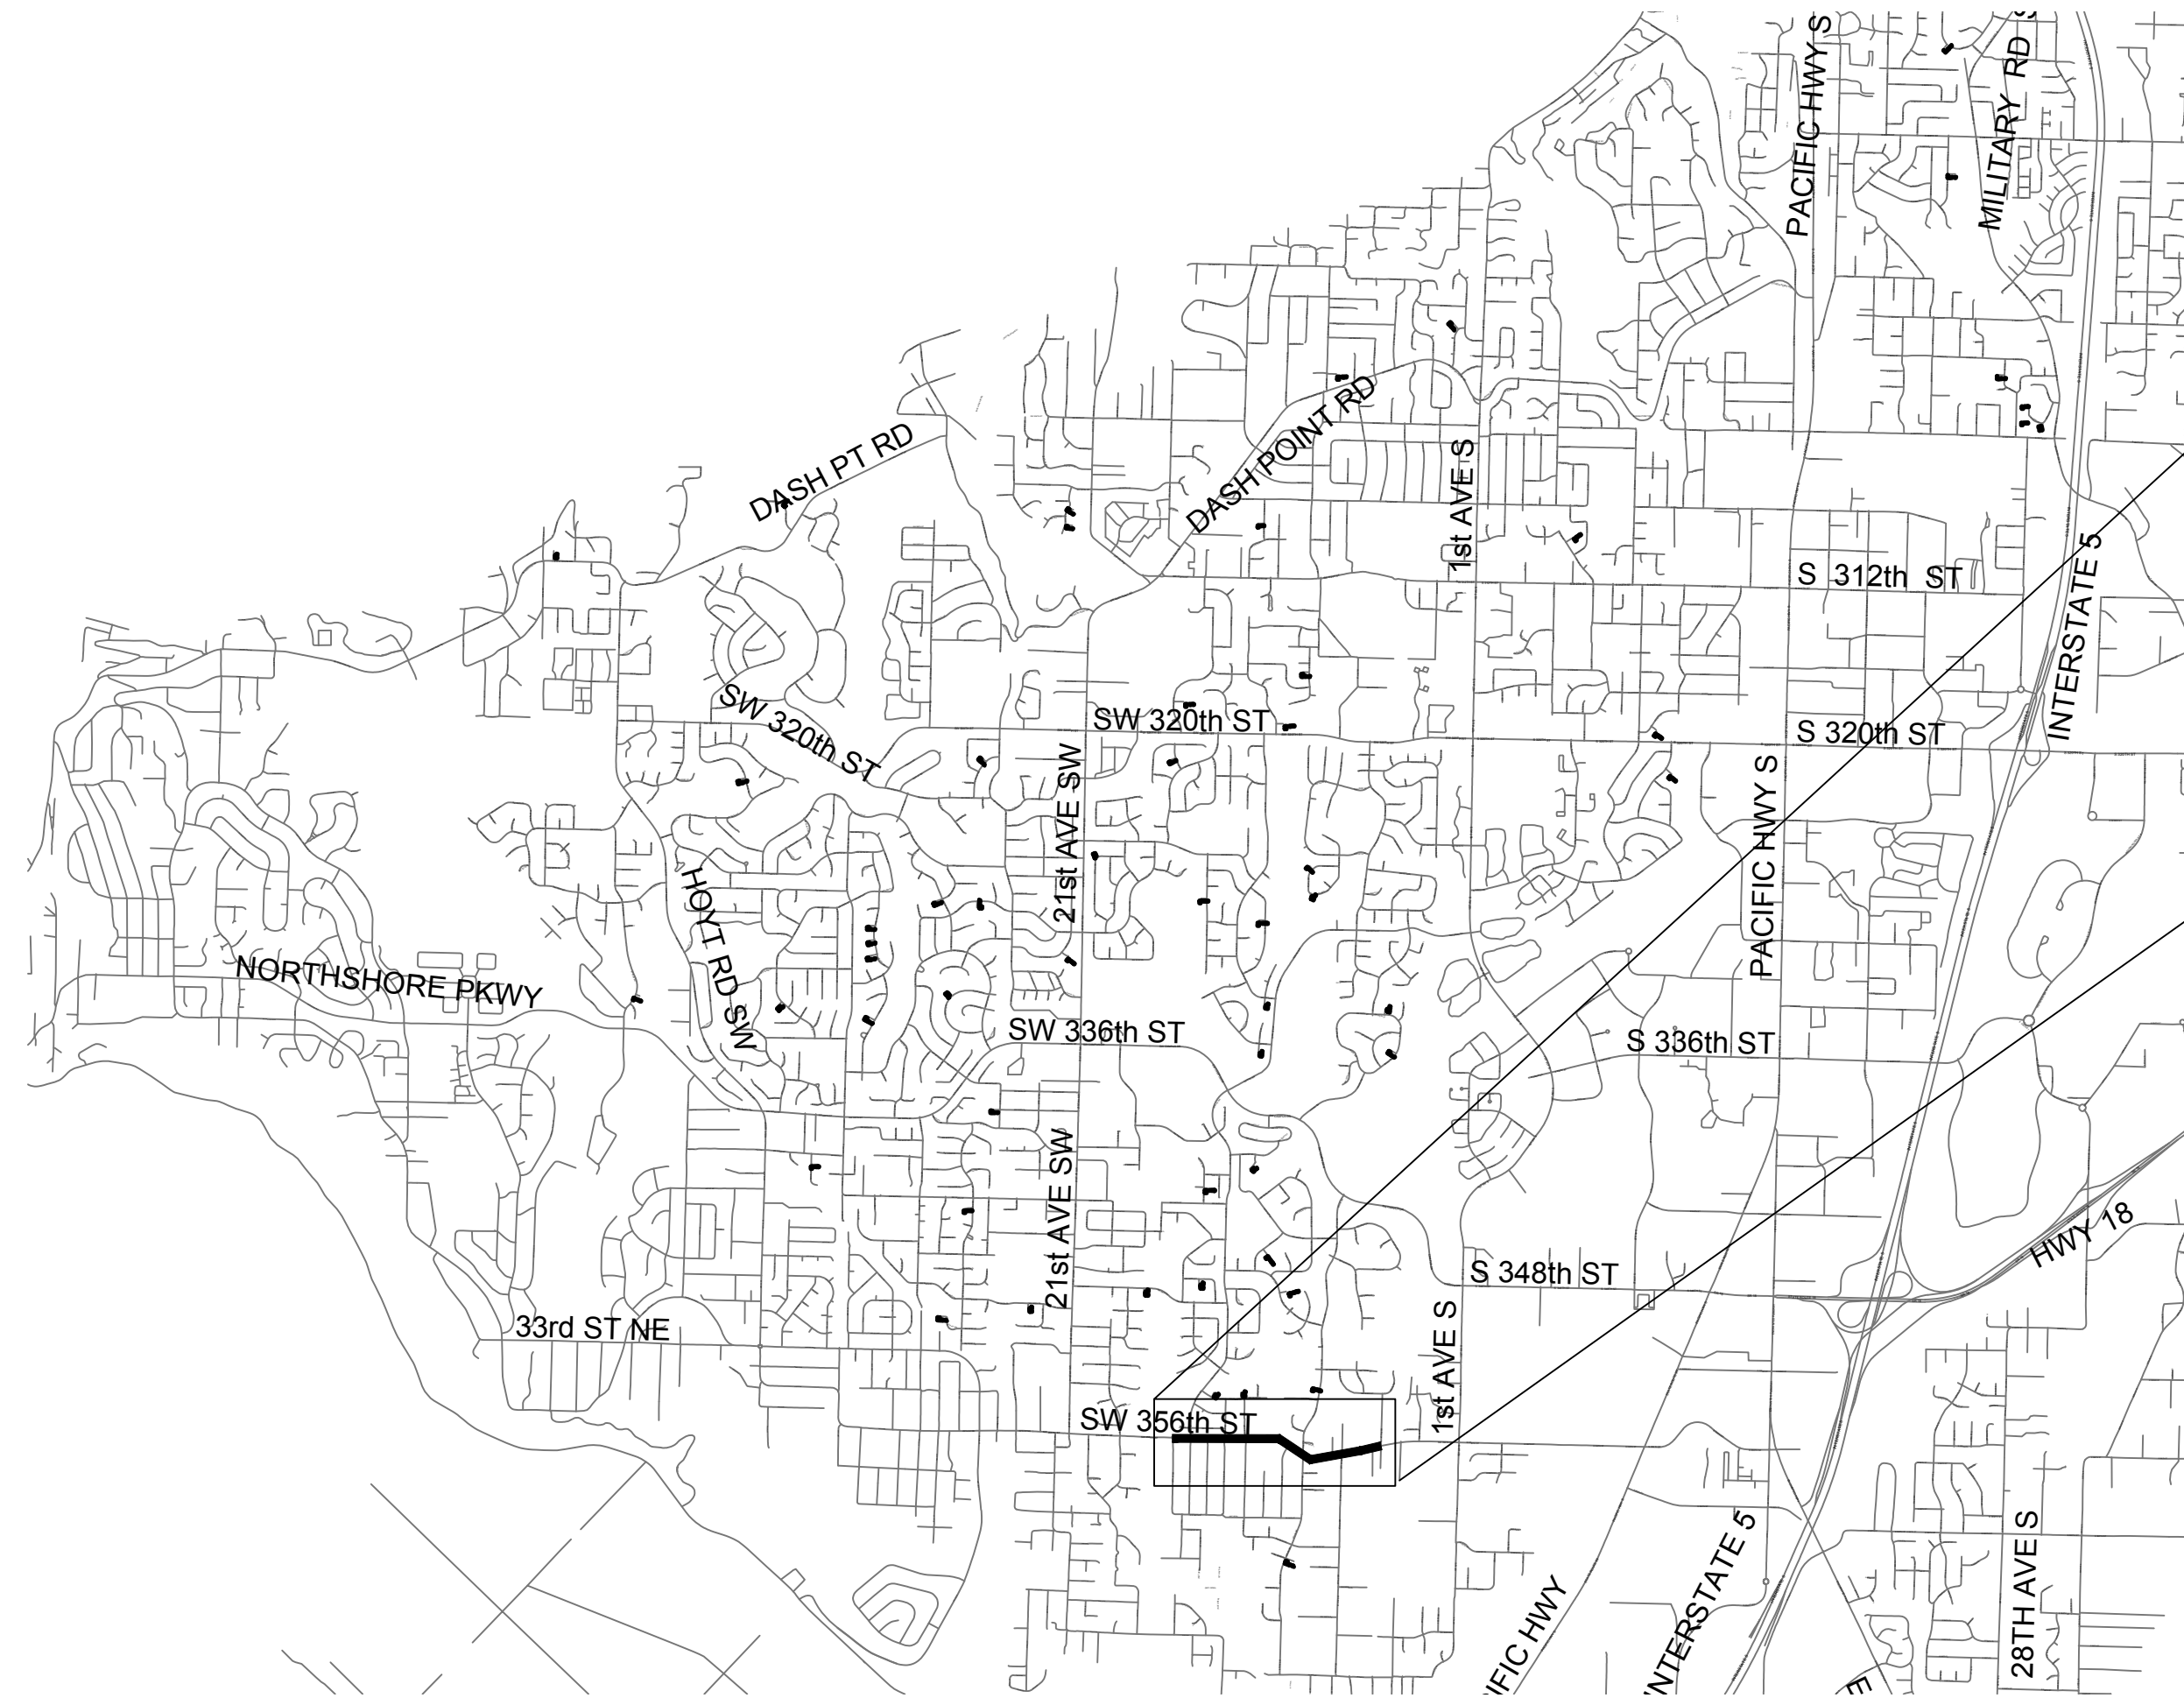 PACIFIC HWY S
MILITARY RD S
DASH PT RD
DASH POINT RD
1st AVE S
S 312th ST
INTERSTATE 5
SW 320th ST
SW 320th ST
S 320th ST
21st AVE SW
PACIFIC HWY S
HOYT RD SW
NORTHSHORE PKWY
SW 336th ST
S 336th ST
21st AVE SW
HWY 18
S 348th ST
33rd ST NE
1st AVE S
SW 356th ST
IFIC HWY
NTERSTATE 5
28TH AVE S
E